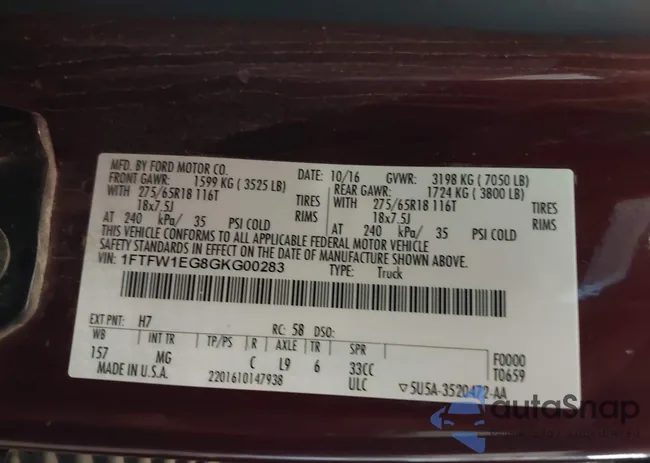 MFD. BY FORD MOTOR CO. DATE: 10/16 GVWR: 3198 KG ( 7050 LB)
FRONT GAWR: 1599 KG ( 3525 LB) REAR GAWR: 1724 KG ( 3800 LB)
WITH 275/65R18 116T TIRES WITH 275/65R18 116T TIRES
18x7.5J RIMS 18x7.5J RIMS
AT 240 kPa/ 35 PSI COLD AT 240 kPa/ 35 PSI COLD
THIS VEHICLE CONFORMS TO ALL APPLICABLE FEDERAL MOTOR VEHICLE
SAFETY STANDARDS IN EFFECT ON THE DATE OF MANUFACTURE SHOWN ABOVE.
VIN: 1FTFW1EG8GKG00283 TYPE: Truck
EXT PNT: H7 RC: 58 DSO: F0000
WB INT TR TP/PS R AXLE TR SPR T0659
157 MG C L9 6 33CC
MADE IN U.S.A. 2201610147938 ULC ▽5U5A-3520472-AA
autoSnap